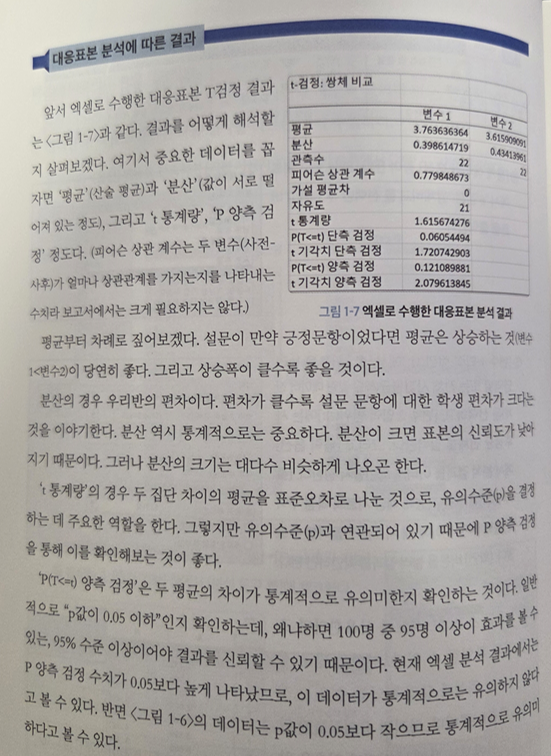 대응표본 분석에 따른 결과
앞서 엑셀로 수행한 대응표본 T검정 결과
는 <그림 1-7>과 같다. 결과를 어떻게 해석할
지 살펴보겠다. 여기서 중요한 데이터를 꼽
자면 ‘평균’(산술 평균)과 ‘분산’(값이 서로 떨
어져 있는 정도), 그리고 ‘t 통계량’, ‘P 양측 검
정’ 정도다. (피어슨 상관 계수는 두 변수(사전-
사후)가 얼마나 상관관계를 가지는지를 나타내는
수치라 보고서에서는 크게 필요하지는 않다.)
t-검정: 쌍체 비교
변수 1 변수 2
평균 3.763636364 3.615909091
분산 0.398614719 0.43413961
관측수 22 22
피어슨 상관 계수 0.779848673
가설 평균차 0
자유도 21
t 통계량 1.615674276
P(T<=t) 단측 검정 0.06054494
t 기각치 단측 검정 1.720742903
P(T<=t) 양측 검정 0.121089881
t 기각치 양측 검정 2.079613845
그림 1-7 엑셀로 수행한 대응표본 분석 결과
평균부터 차례로 짚어보겠다. 설문이 만약 긍정문항이었다면 평균은 상승하는 것(변수
1<변수2)이 당연히 좋다. 그리고 상승폭이 클수록 좋을 것이다.
분산의 경우 우리반의 편차이다. 편차가 클수록 설문 문항에 대한 학생 편차가 크다는
것을 이야기한다. 분산 역시 통계적으로는 중요하다. 분산이 크면 표본의 신뢰도가 낮아
지기 때문이다. 그러나 분산의 크기는 대다수 비슷하게 나오곤 한다.
‘t 통계량’의 경우 두 집단 차이의 평균을 표준오차로 나눈 것으로, 유의수준(p)을 결정
하는 데 주요한 역할을 한다. 그렇지만 유의수준(p)과 연관되어 있기 때문에 P 양측 검정
을 통해 이를 확인해보는 것이 좋다.
‘P(T<=t) 양측 검정’은 두 평균의 차이가 통계적으로 유의미한지 확인하는 것이다. 일반
적으로 “p값이 0.05 이하”인지 확인하는데, 왜냐하면 100명 중 95명 이상이 효과를 볼 수
있는, 95% 수준 이상이어야 결과를 신뢰할 수 있기 때문이다. 현재 엑셀 분석 결과에서는
P 양측 검정 수치가 0.05보다 높게 나타났므로, 이 데이터가 통계적으로는 유의하지 않다
고 볼 수 있다. 반면 <그림 1-6>의 데이터는 p값이 0.05보다 작으므로 통계적으로 유의미
하다고 볼 수 있다.